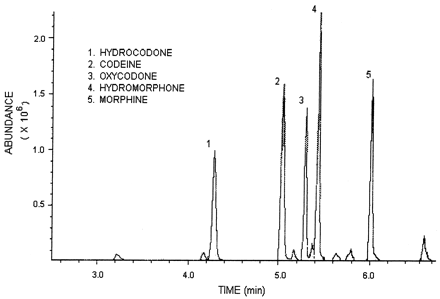 4
2.0
1. HYDROCODONE
2. CODEINE
3. OXYCODONE
4. HYDROMORPHONE
5. MORPHINE
2
5
3
1.5
1
1.0
0.5
ABUNDANCE
( X 10⁶)
3.0 4.0 5.0 6.0
TIME (min)